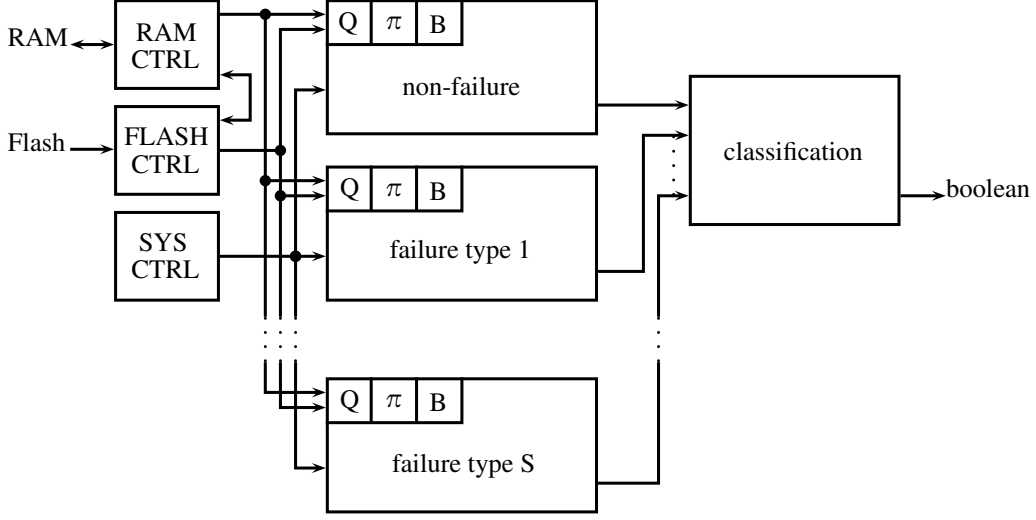 RAM
RAM
CTRL
Q π B
non-failure
Flash
FLASH
CTRL
classification
boolean
Q π B
SYS
CTRL
failure type 1
Q π B
failure type S